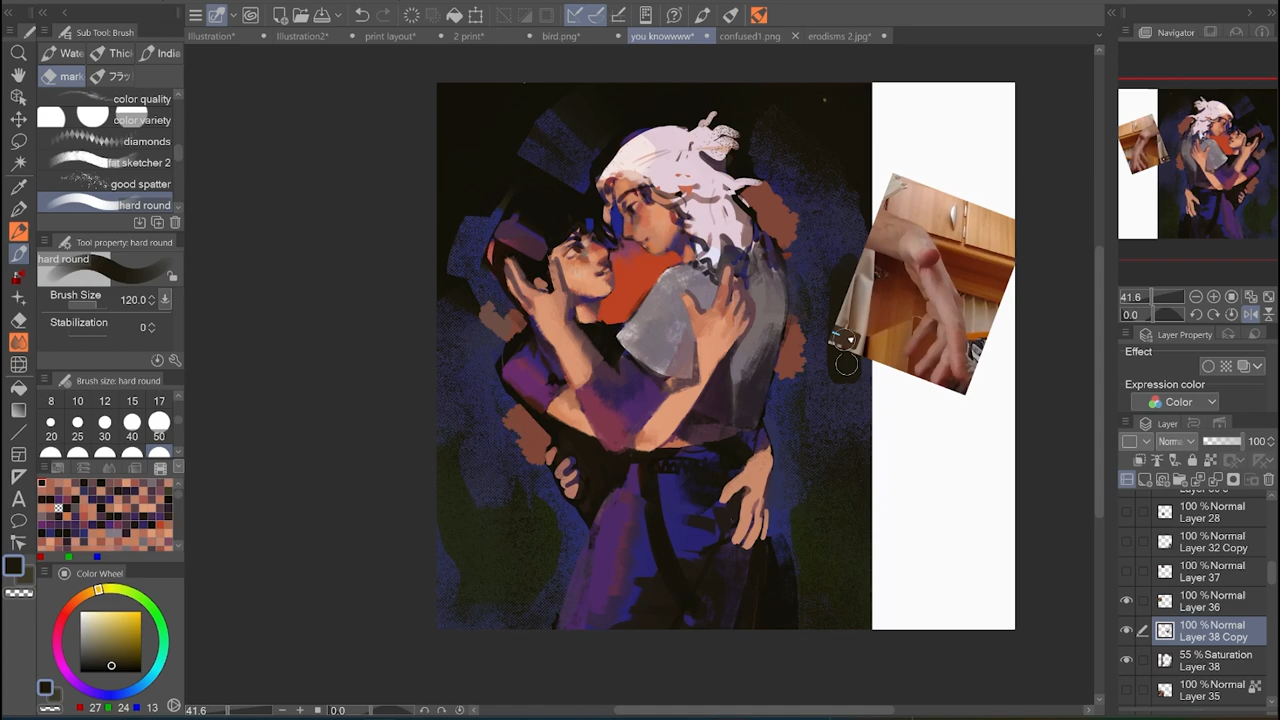 Sub Tool: Brush
Wate
Thicl
India
mark
フラッ
color quality
color variety
diamonds
fat sketcher 2
good spatter
hard round
Tool property: hard round
hard round
Brush Size 120.0
Stabilization 0
Brush size: hard round
8 10 12 15 17
20 25 30 40 50
Color Wheel
27 24 13
Illustration*
Illustration2*
print layout*
2 print*
bird.png*
you knowwww*
confused1.png
erodisms 2.jpg*
41.6
0.0
Navigator
41.6
0.0
Layer Property
Effect
Expression color
Color
Layer
Norma
100
100 % Normal
Layer 28
100 % Normal
Layer 32 Copy
100 % Normal
Layer 37
100 % Normal
Layer 36
100 % Normal
Layer 38 Copy
55 % Saturation
Layer 38
100 % Normal
Layer 35